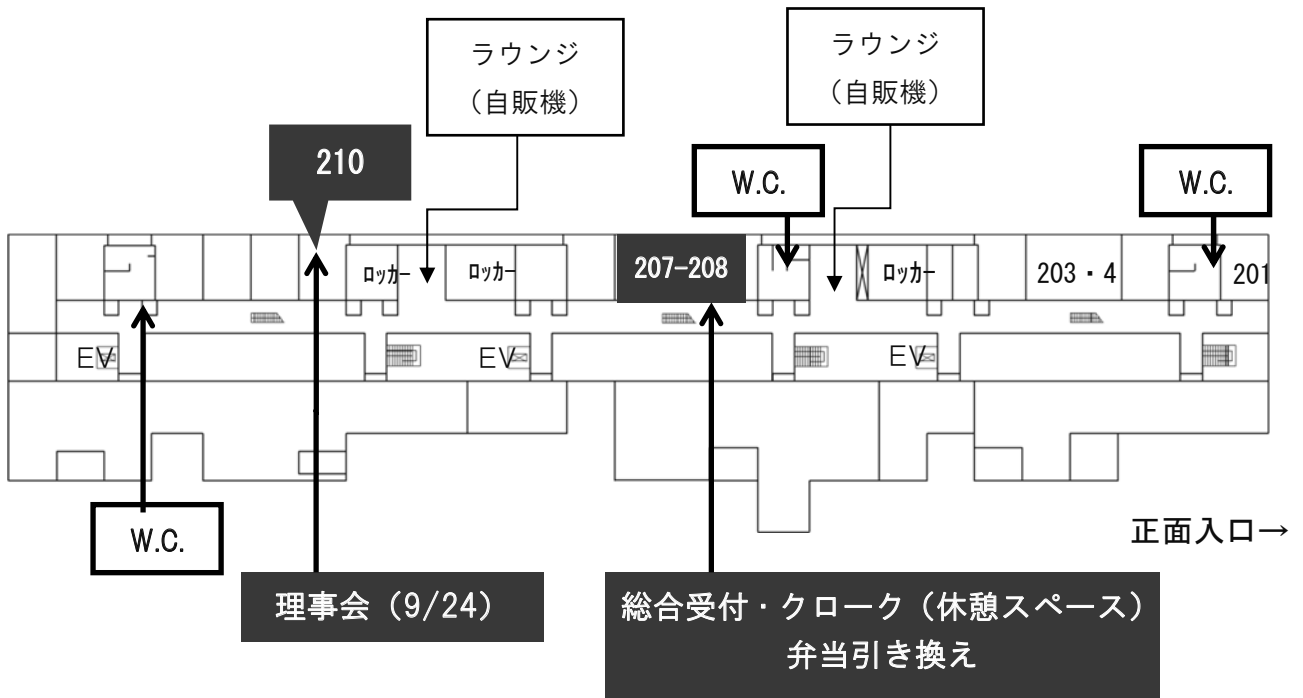 ラウンジ
（自販機）
ラウンジ
（自販機）
210
W.C.
W.C.
ﾛｯｶｰ
ﾛｯｶｰ
207-208
ﾛｯｶｰ
203・4
201
EV
EV
EV
W.C.
正面入口→
理事会（9/24）
総合受付・クローク（休憩スペース）
弁当引き換え